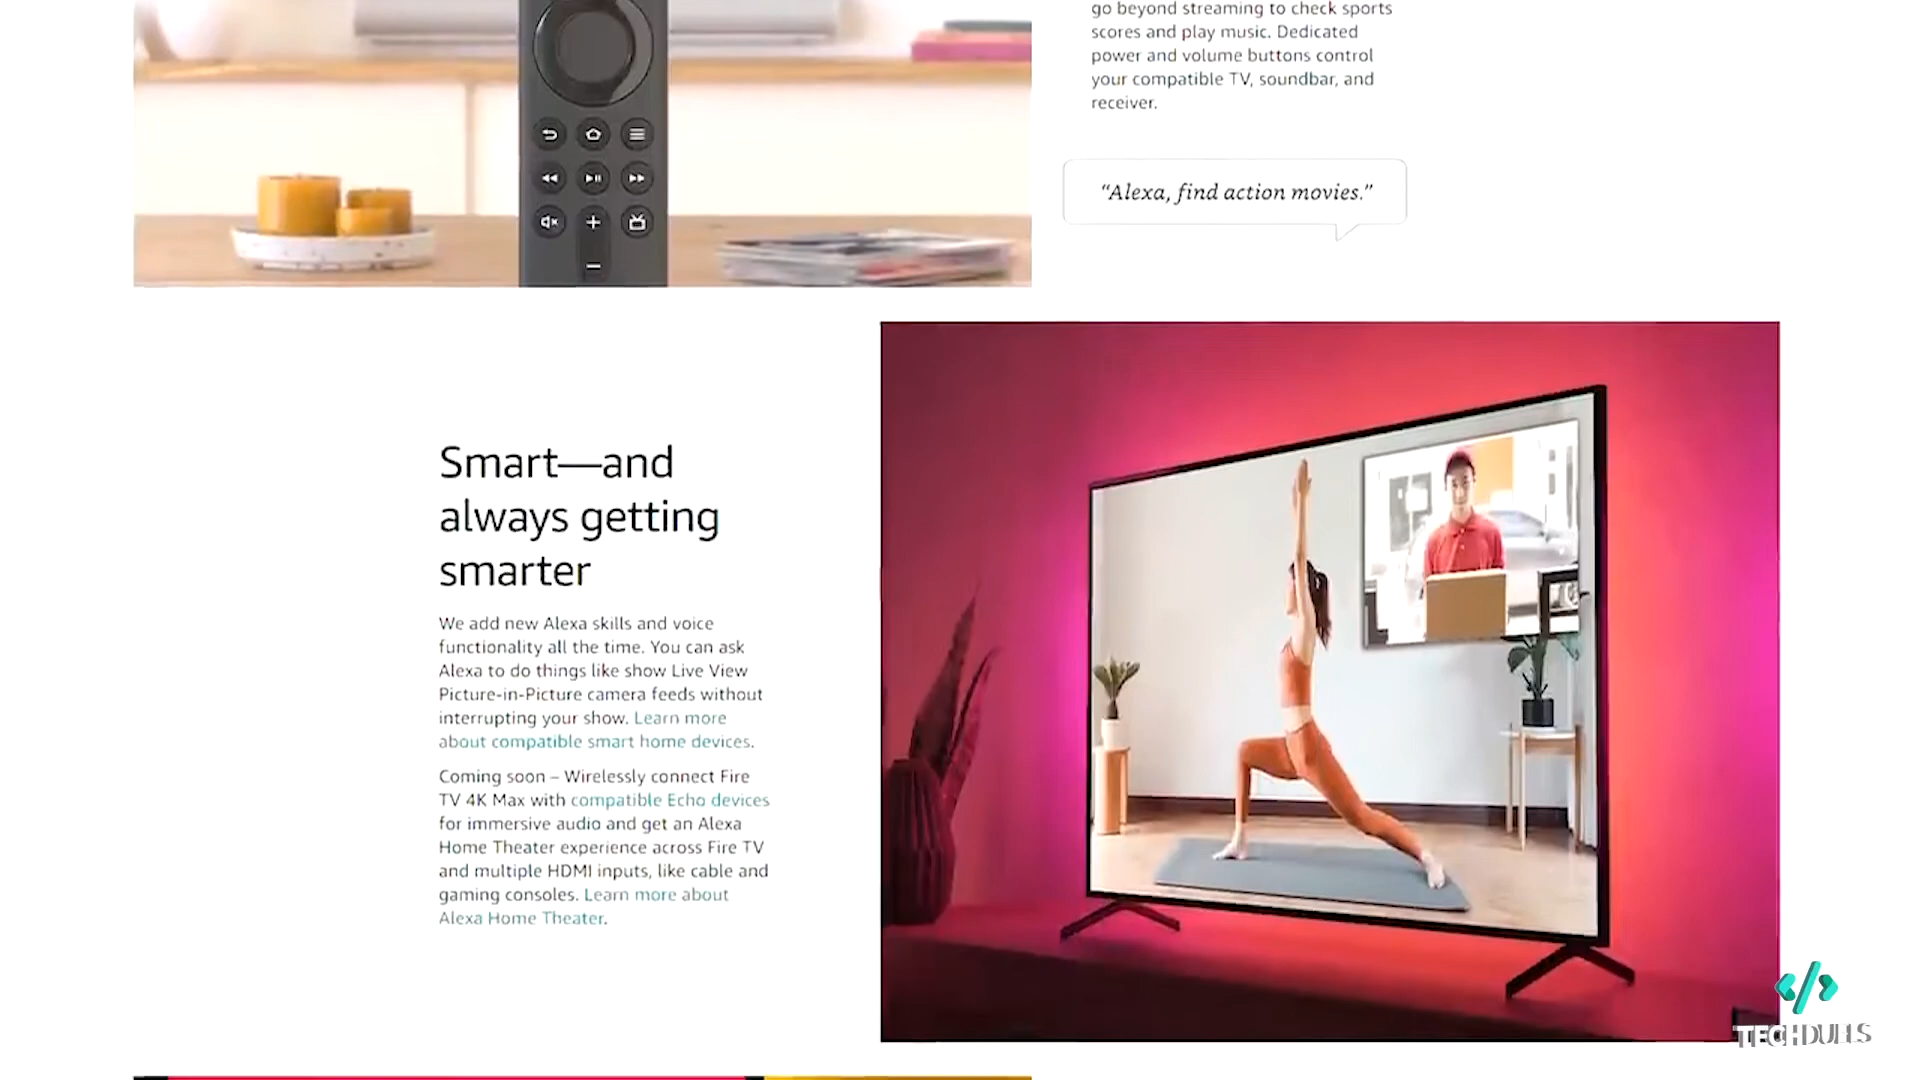 go beyond streaming to check sports
scores and play music. Dedicated
power and volume buttons control
your compatible TV, soundbar, and
receiver.
“Alexa, find action movies.”
Smart—and
always getting
smarter
We add new Alexa skills and voice
functionality all the time. You can ask
Alexa to do things like show Live View
Picture-in-Picture camera feeds without
interrupting your show. Learn more
about compatible smart home devices.
Coming soon – Wirelessly connect Fire
TV 4K Max with compatible Echo devices
for immersive audio and get an Alexa
Home Theater experience across Fire TV
and multiple HDMI inputs, like cable and
gaming consoles. Learn more about
Alexa Home Theater.
TECHDULLS